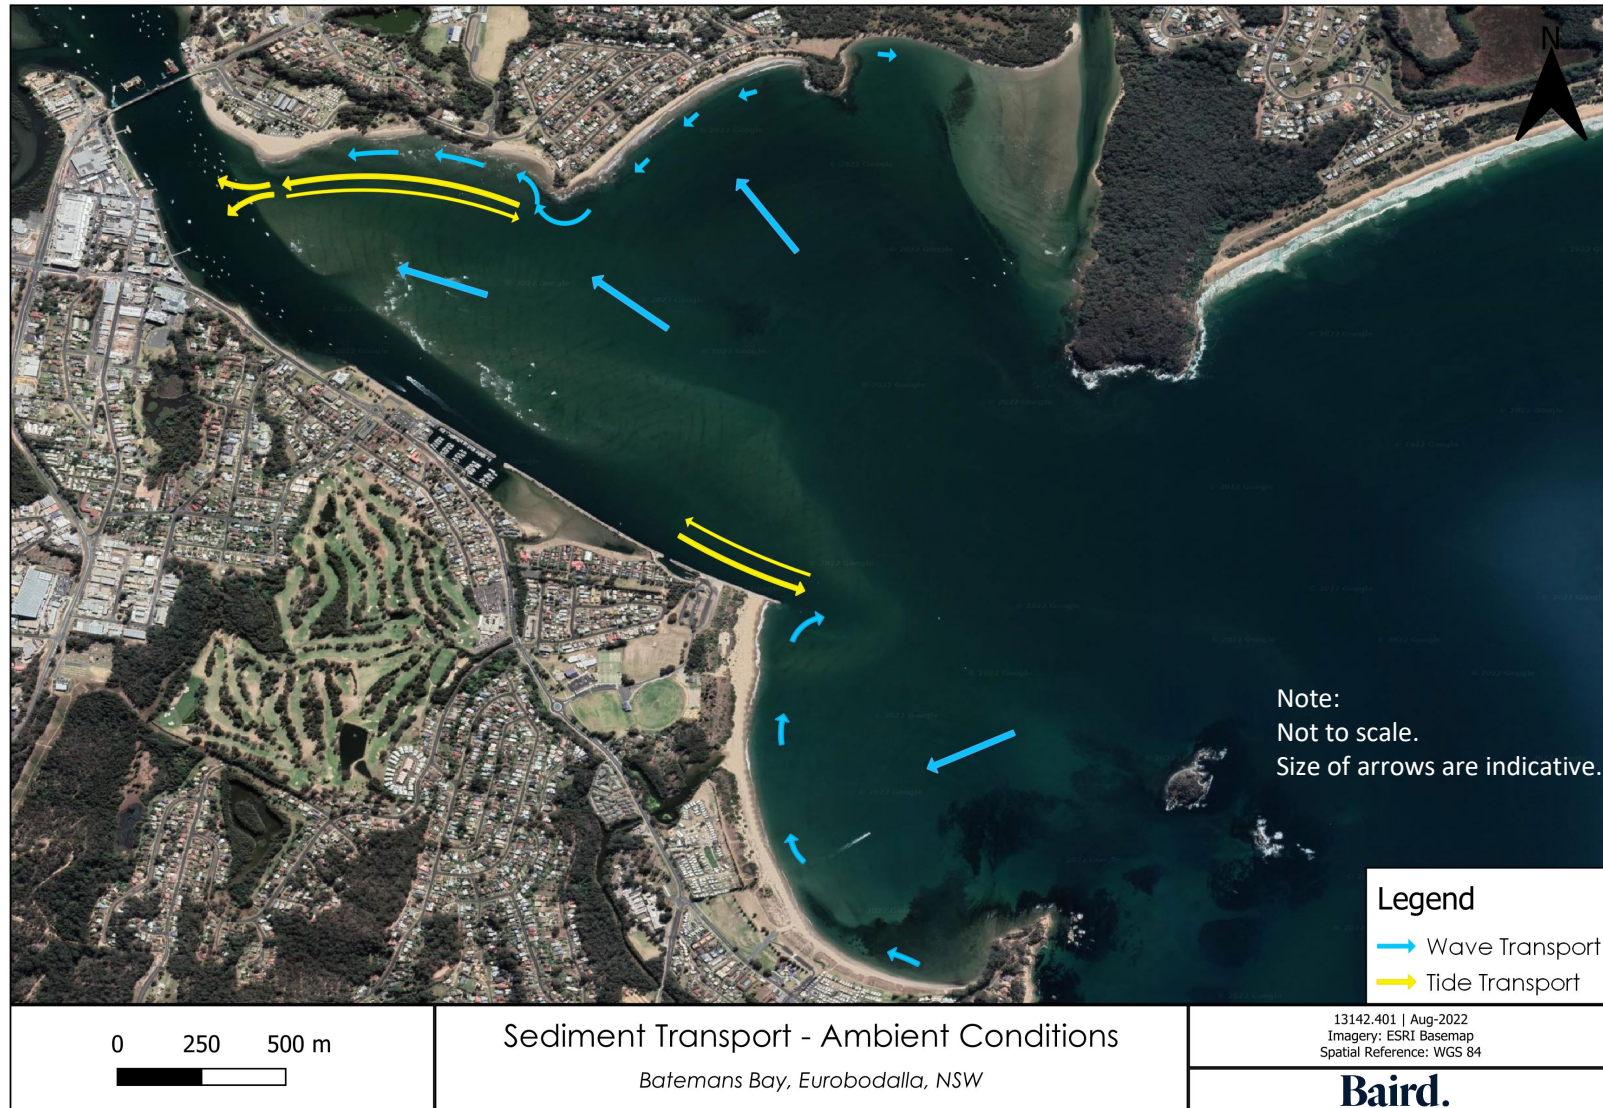 N
Note:
Not to scale.
Size of arrows are indicative.
Legend
Wave Transport
Tide Transport
0 250 500 m
Sediment Transport - Ambient Conditions
Batemans Bay, Eurobodalla, NSW
13142.401 | Aug-2022
Imagery: ESRI Basemap
Spatial Reference: WGS 84
Baird.